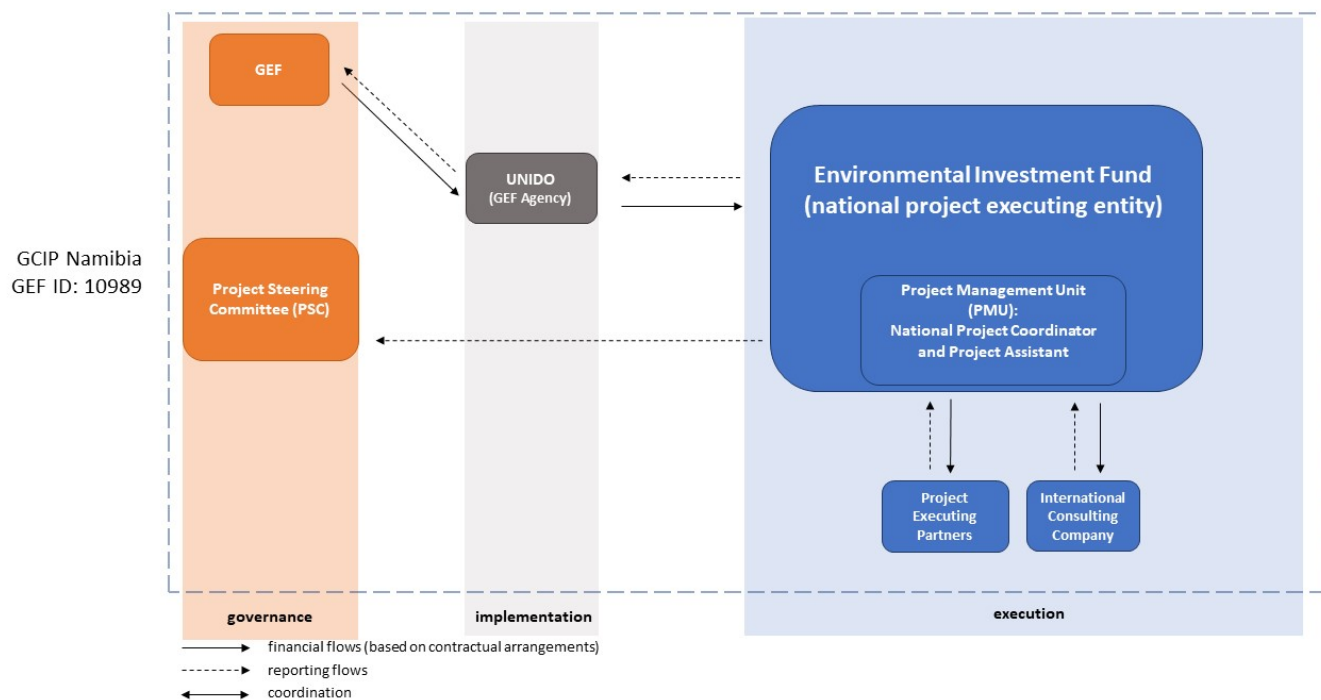 GCIP Namibia
GEF ID: 10989
GEF
Project Steering
Committee (PSC)
UNIDO
(GEF Agency)
Environmental Investment Fund
(national project executing entity)
Project Management Unit
(PMU):
National Project Coordinator
and Project Assistant
Project
Executing
Partners
International
Consulting
Company
governance
implementation
execution
financial flows (based on contractual arrangements)
reporting flows
coordination